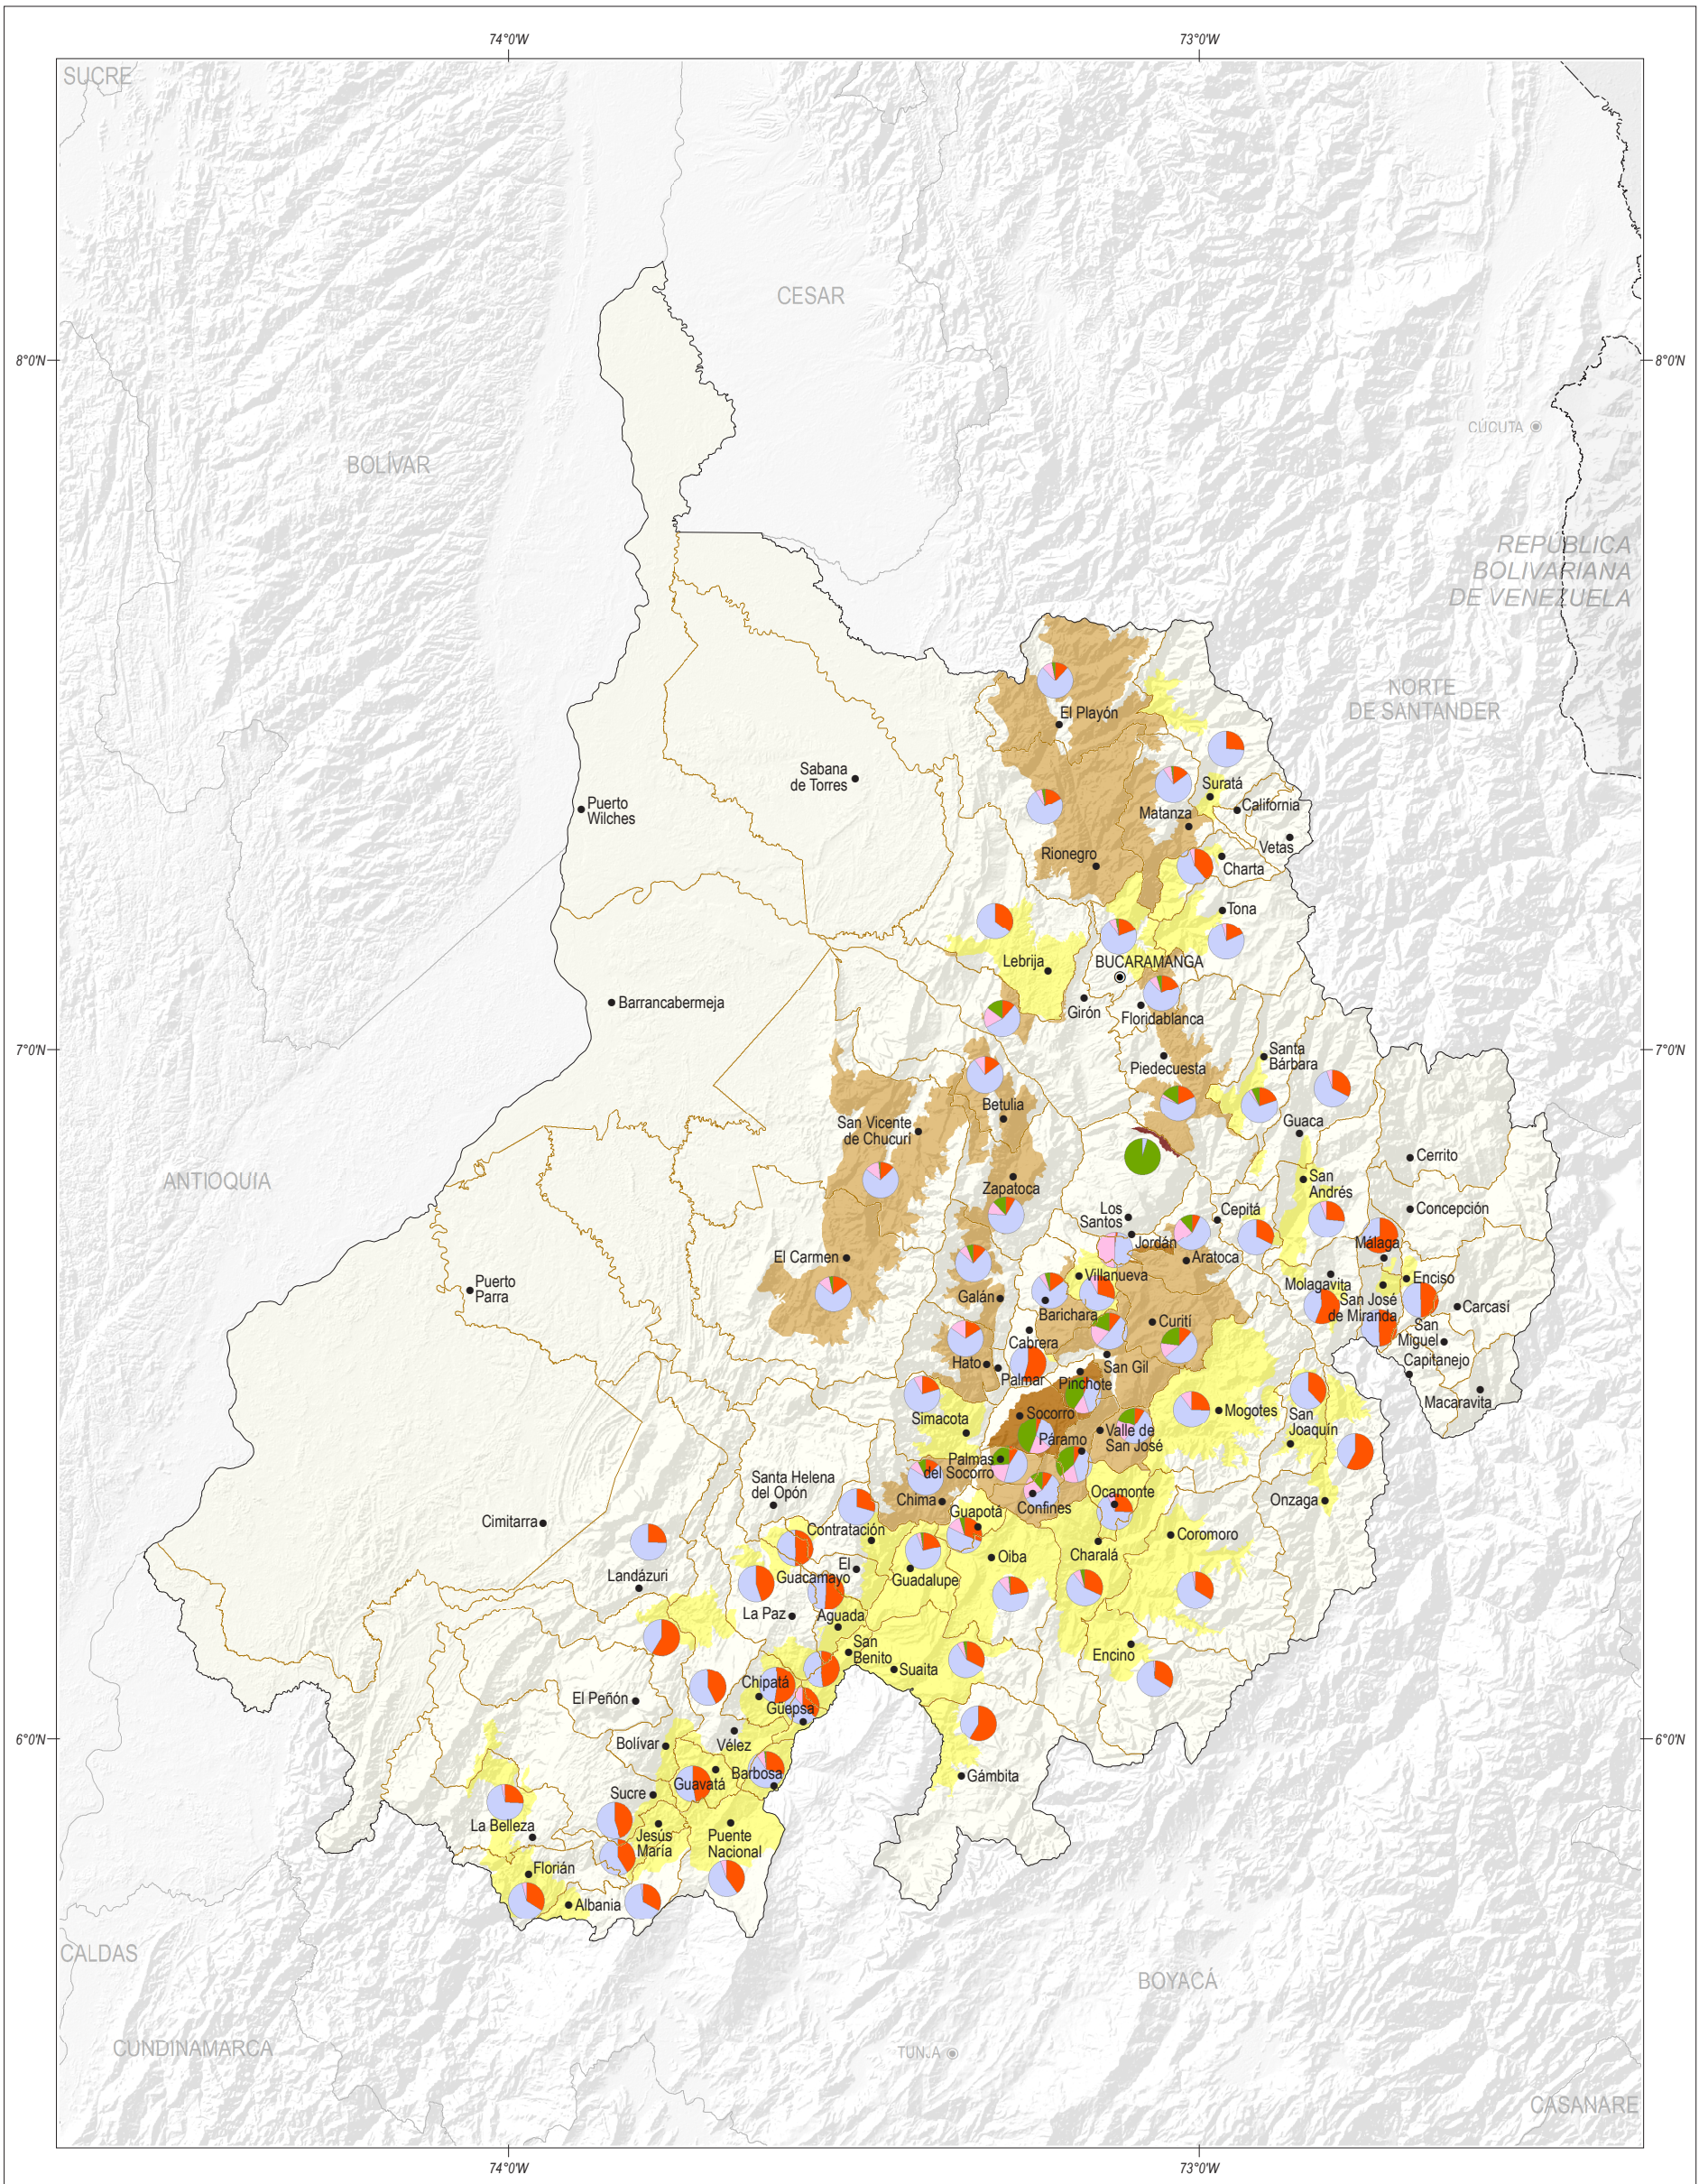 74°0'W
73°0'W
SUCRE
CESAR
8°0'N
8°0'N
CÚCUTA
BOLÍVAR
REPÚBLICA
BOLIVARIANA
DE VENEZUELA
NORTE
DE SANTANDER
El Playón
Sabana
de Torres
Suratá
Puerto
Wilches
California
Matanza
Vetas
Rionegro
Charta
Tona
BUCARAMANGA
Lebrija
Barrancabermeja
Girón
Floridablanca
7°0'N
7°0'N
Santa
Bárbara
Piedecuesta
Betulia
San Vicente
de Chucurí
Guaca
Cerrito
ANTIOQUIA
San
Andrés
Zapatoca
Los
Santos
Cepitá
Concepción
Jordán
Málaga
El Carmen
Aratoca
Puerto
Parra
Villanueva
Molagavita
Enciso
Galán
Barichara
San José
de Miranda
Carcasí
Cabrera
Curití
San
Miguel
Hato
Palmar
San Gil
Pinchote
Capitanejo
Macaravita
Simacota
Socorro
Mogotes
San
Joaquín
Páramo
Valle de
San José
Palmas
del Socorro
Santa Helena
del Opón
Chima
Confines
Ocamonte
Onzaga
Guapotá
Cimitarra
Contratación
Coromoro
Charalá
Oiba
El
Guacamayo
Guadalupe
Landázuri
La Paz
Aguada
San
Benito
Encino
Suaita
Chipatá
El Peñón
Guepsa
6°0'N
6°0'N
Vélez
Bolívar
Barbosa
Guavatá
Gámbita
Sucre
La Belleza
Jesús
María
Puente
Nacional
Florián
Albania
CALDAS
BOYACÁ
CUNDINAMARCA
TUNJA
CASANARE
74°0'W
73°0'W